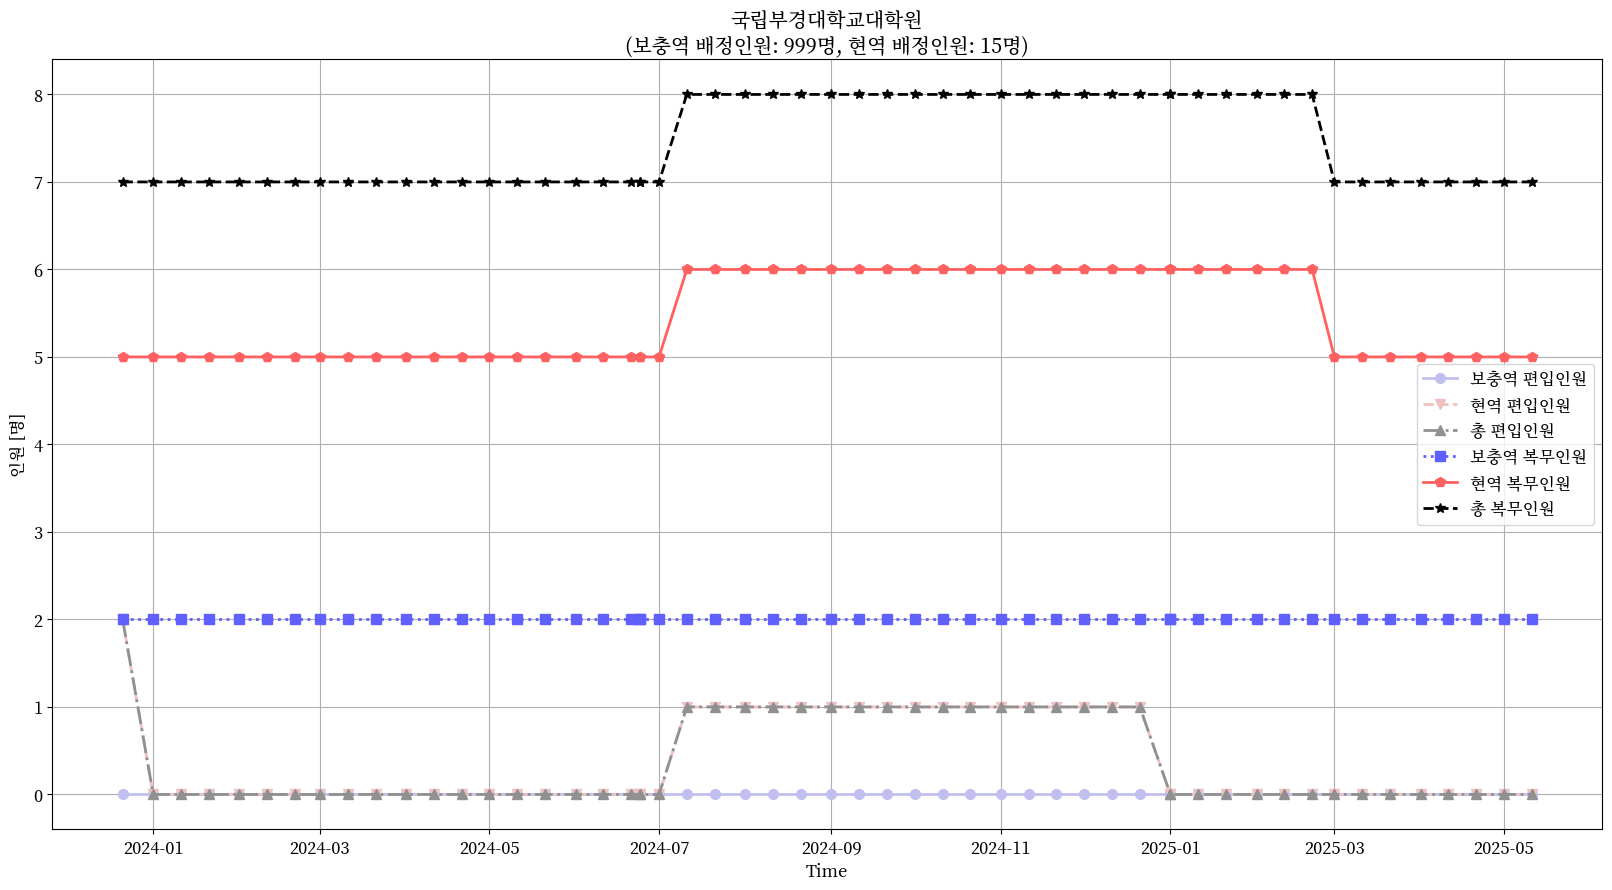 국립부경대학교대학원
(보충역 배정인원: 999명, 현역 배정인원: 15명)
8
7
6
5
4
3
2
1
0
인원 [명]
보충역 편입인원
현역 편입인원
총 편입인원
보충역 복무인원
현역 복무인원
총 복무인원
2024-01
2024-03
2024-05
2024-07
2024-09
2024-11
2025-01
2025-03
2025-05
Time